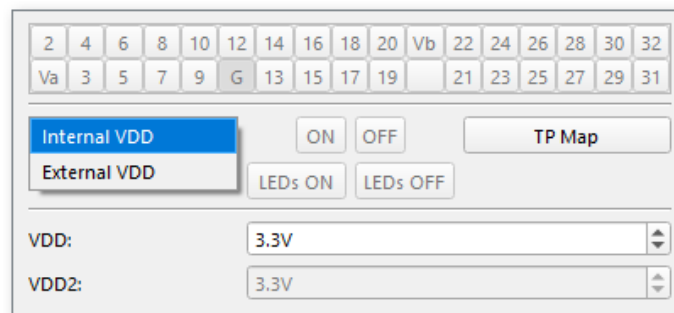 2 4 6 8 10 12 14 16 18 20 Vb 22 24 26 28 30 32
Va 3 5 7 9 G 13 15 17 19 21 23 25 27 29 31
Internal VDD ON OFF TP Map
External VDD LEDs ON LEDs OFF
VDD: 3.3V
VDD2: 3.3V